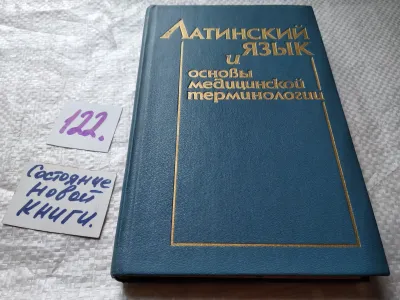 Латинский
язык
и
основы
медицинской
терминологии
122.
Состояние
новой
книги.